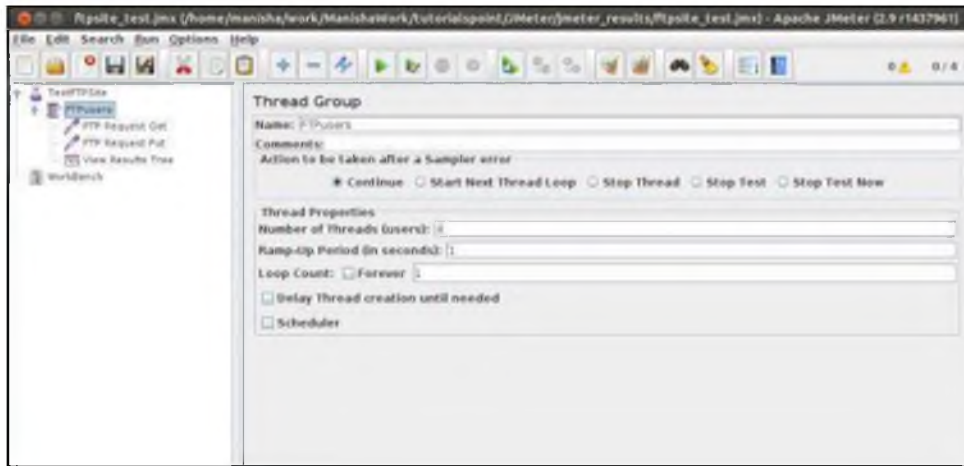 ftpsite_test.jmx (/home/manisha/work/ManishaWork/tutorialspoint/JMeter/jmeter_results/ftpsite_test.jmx) - Apache JMeter (2.9 r1437961)
File Edit Search Run Options Help
0 0/4
TestFTPSite
FTPusers
FTP Request Get
FTP Request Put
View Results Tree
WorkBench
Thread Group
Name: FTPusers
Comments:
Action to be taken after a Sampler error
Continue Start Next Thread Loop Stop Thread Stop Test Stop Test Now
Thread Properties
Number of Threads (users): 4
Ramp-Up Period (in seconds): 1
Loop Count: Forever 1
Delay Thread creation until needed
Scheduler